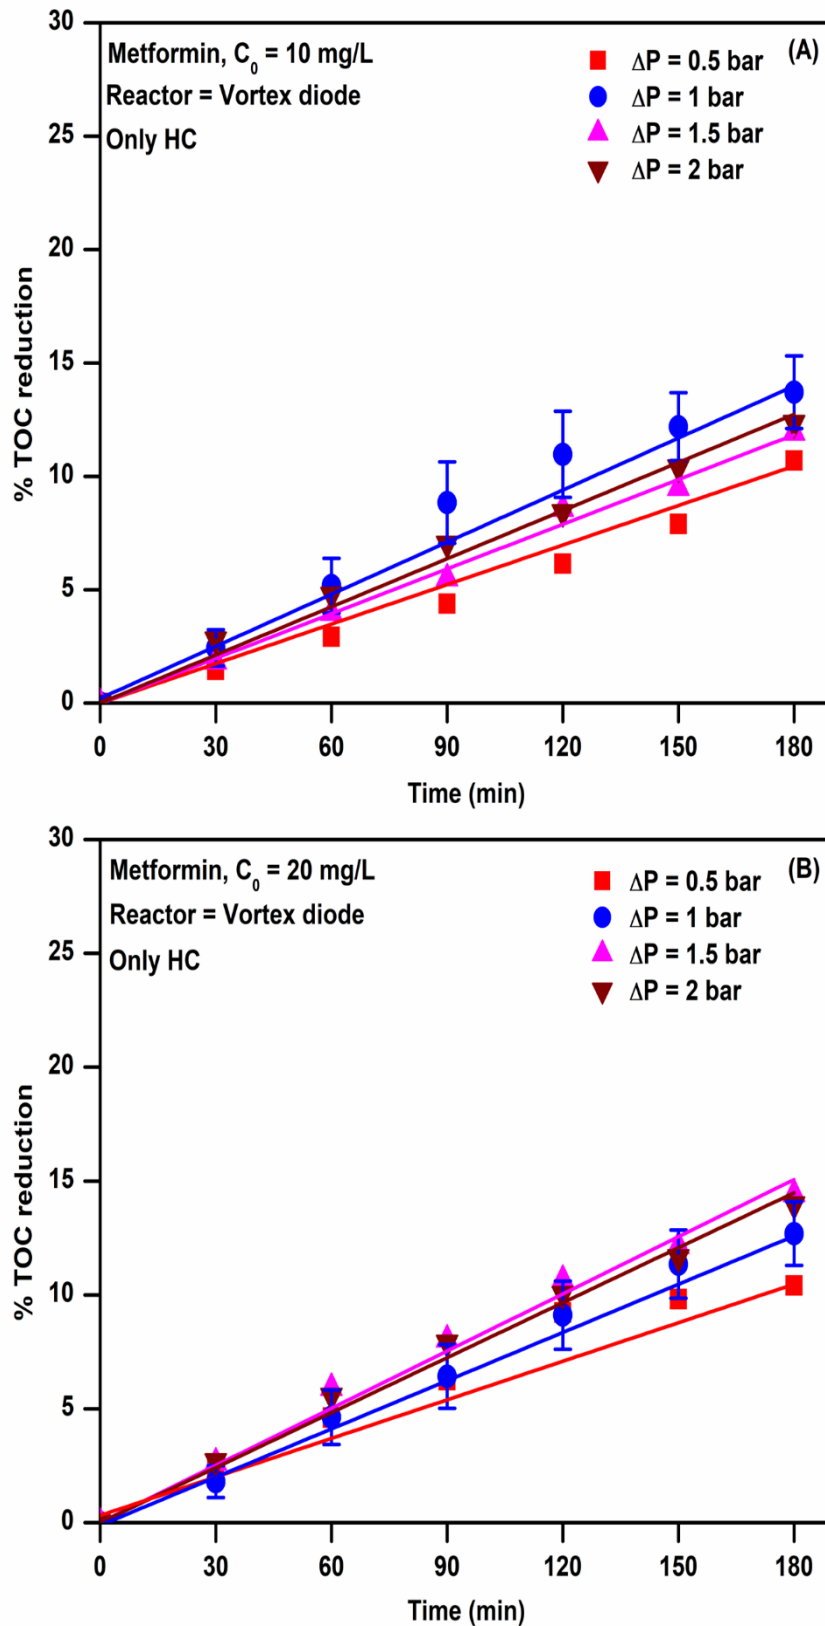 30
25
20
15
10
5
0
% TOC reduction
Metformin, C₀ = 10 mg/L
Reactor = Vortex diode
Only HC
ΔP = 0.5 bar
ΔP = 1 bar
ΔP = 1.5 bar
ΔP = 2 bar
(A)
0 30 60 90 120 150 180
Time (min)
30
25
20
15
10
5
0
% TOC reduction
Metformin, C₀ = 20 mg/L
Reactor = Vortex diode
Only HC
ΔP = 0.5 bar
ΔP = 1 bar
ΔP = 1.5 bar
ΔP = 2 bar
(B)
0 30 60 90 120 150 180
Time (min)